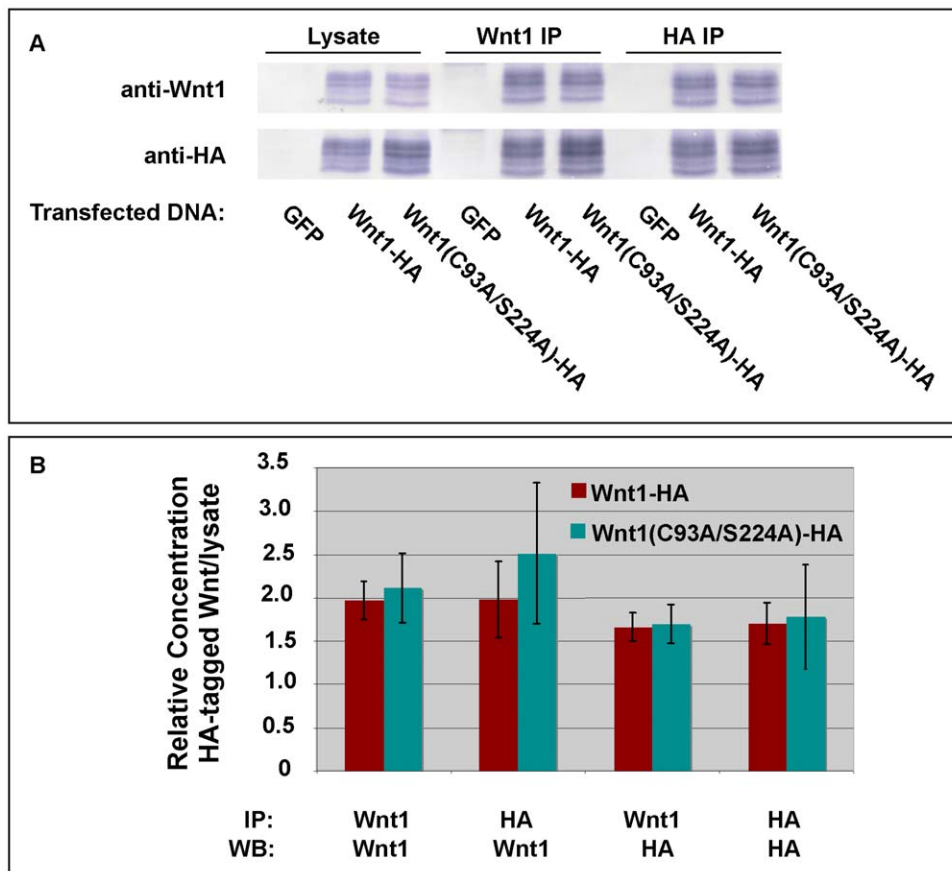 A
Lysate Wnt1 IP HA IP
anti-Wnt1
anti-HA
Transfected DNA:
GFP
Wnt1-HA
Wnt1(C93A/S224A)-HA
GFP
Wnt1-HA
Wnt1(C93A/S224A)-HA
GFP
Wnt1-HA
Wnt1(C93A/S224A)-HA
B
Relative Concentration
HA-tagged Wnt/lysate
3.5
3.0
2.5
2.0
1.5
1.0
0.5
0
Wnt1-HA
Wnt1(C93A/S224A)-HA
IP: Wnt1 HA Wnt1 HA
WB: Wnt1 Wnt1 HA HA